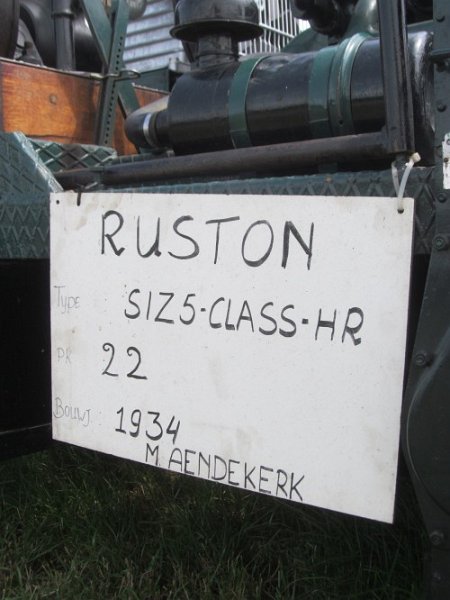 RUSTON
Type SIZ5-CLASS-HR
PK 22
Bouwj 1934
M AENDEKERK